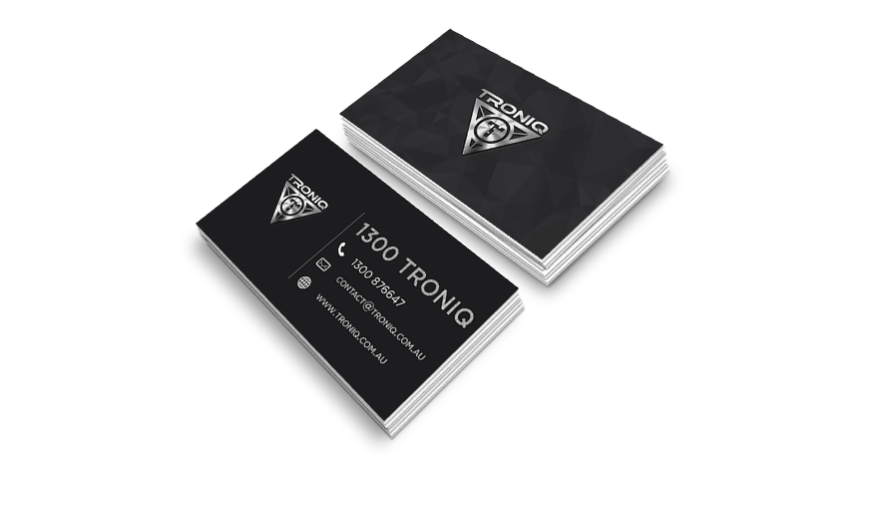 TRONIQ
T
TRONIQ
T
1300 TRONIQ
1300 876647
CONTACT@TRONIQ.COM.AU
WWW.TRONIQ.COM.AU